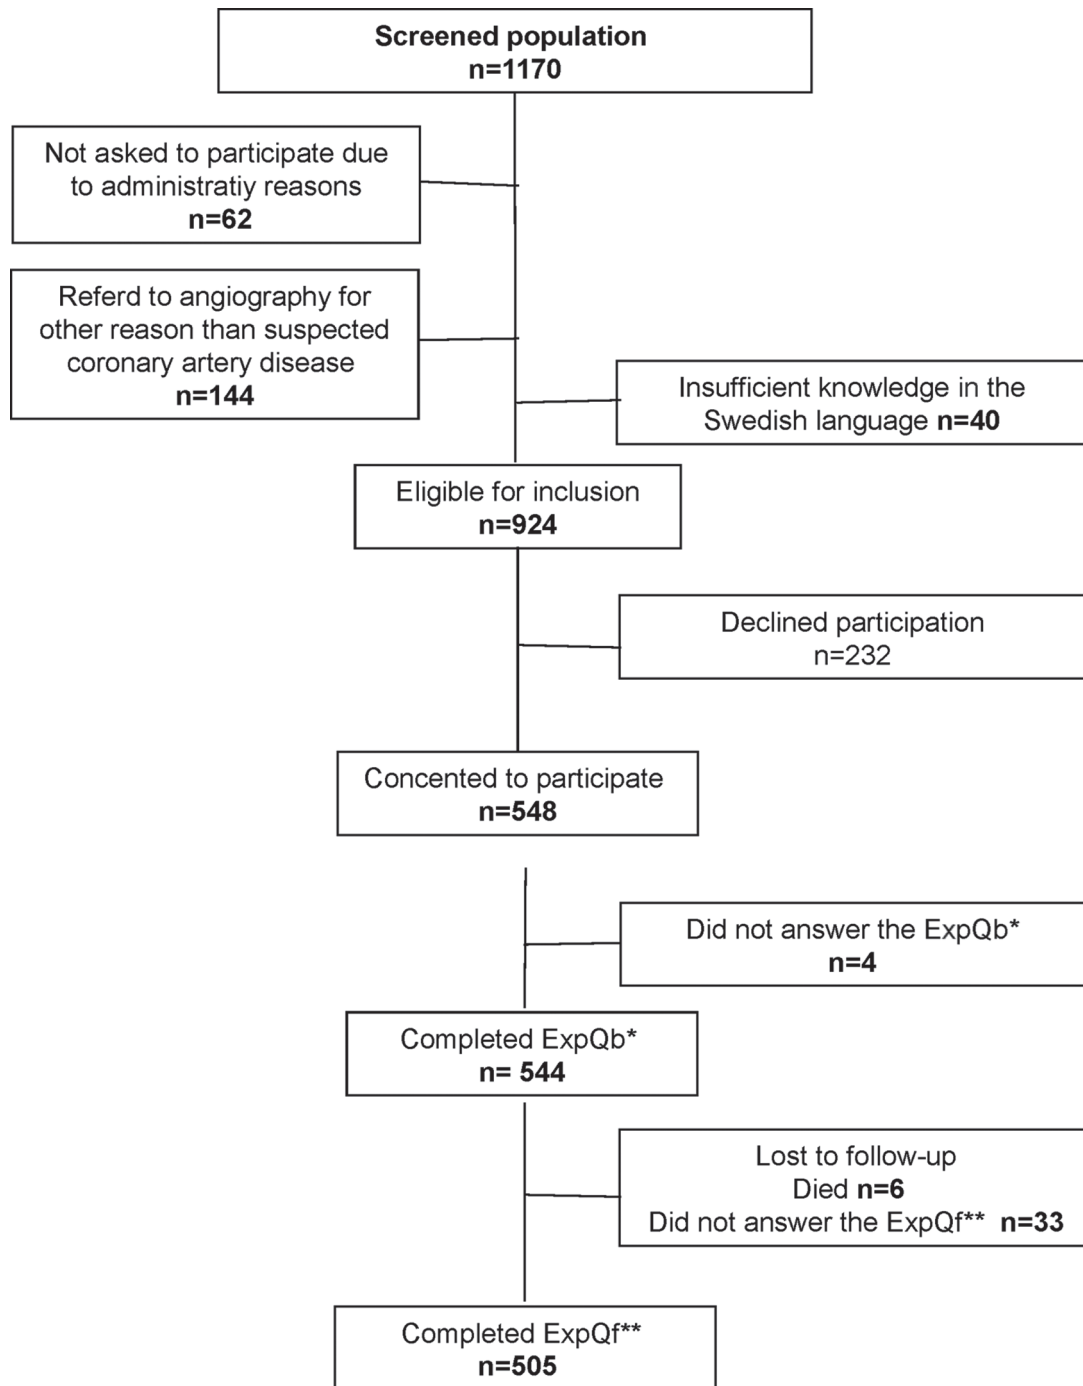 Screened population
n=1170
Not asked to participate due
to administratiy reasons
n=62
Referd to angiography for
other reason than suspected
coronary artery disease
n=144
Insufficient knowledge in the
Swedish language n=40
Eligible for inclusion
n=924
Declined participation
n=232
Concented to participate
n=548
Did not answer the ExpQb*
n=4
Completed ExpQb*
n= 544
Lost to follow-up
Died n=6
Did not answer the ExpQf** n=33
Completed ExpQf**
n=505